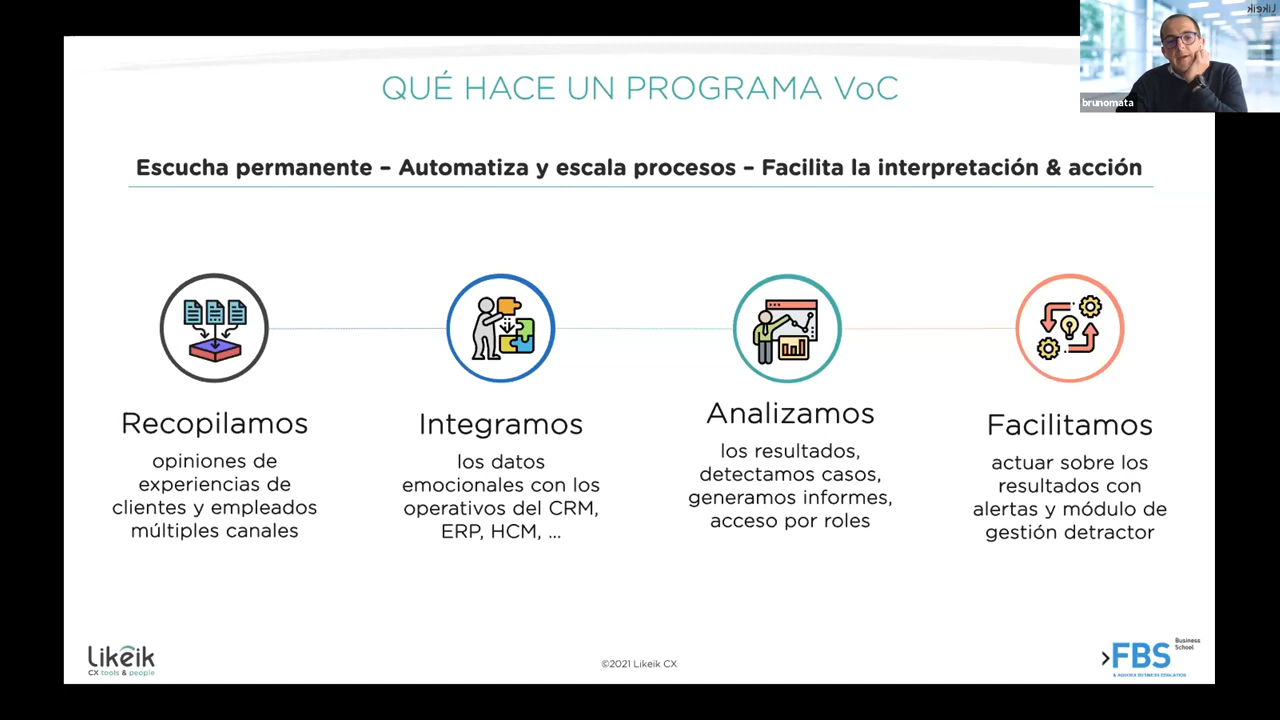 QUÉ HACE UN PROGRAMA VoC
brunomata
Escucha permanente – Automatiza y escala procesos – Facilita la interpretación & acción
Recopilamos
opiniones de
experiencias de
clientes y empleados
múltiples canales
Integramos
los datos
emocionales con los
operativos del CRM,
ERP, HCM, ...
Analizamos
los resultados,
detectamos casos,
generamos informes,
acceso por roles
Facilitamos
actuar sobre los
resultados con
alertas y módulo de
gestión detractor
Likeik
CX tools & people
©2021 Likeik CX
FBS
Business
School